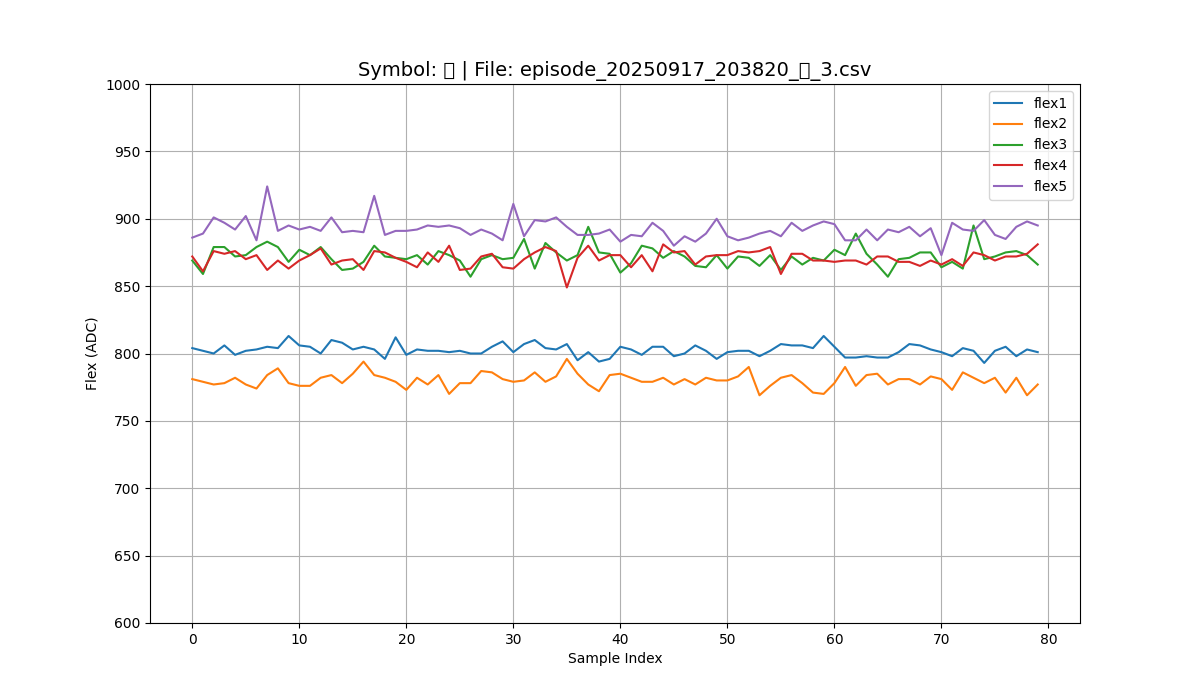 Symbol: | File: episode_20250917_203820_ _3.csv
1000
950
900
850
800
750
700
650
600
Flex (ADC)
0 10 20 30 40 50 60 70 80
Sample Index
flex1
flex2
flex3
flex4
flex5